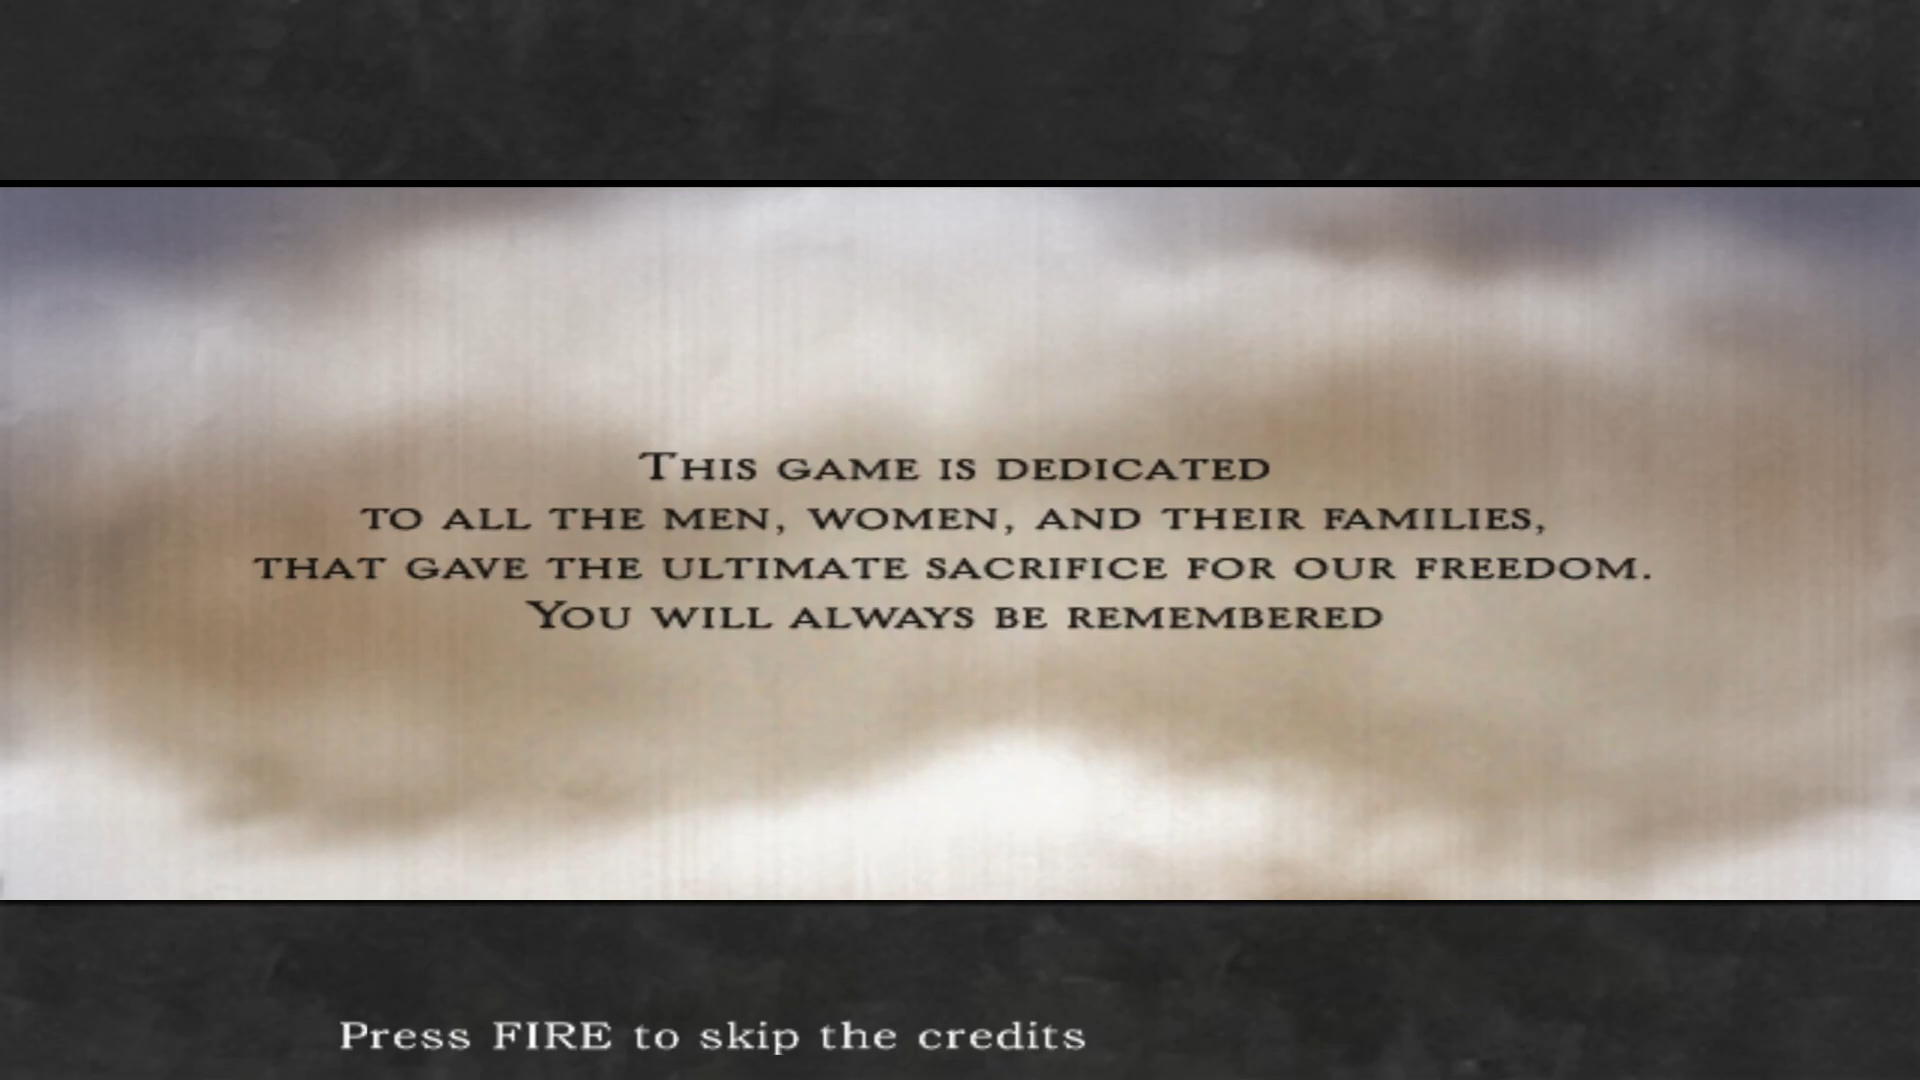 This game is dedicated
to all the men, women, and their families,
that gave the ultimate sacrifice for our freedom.
You will always be remembered
Press FIRE to skip the credits